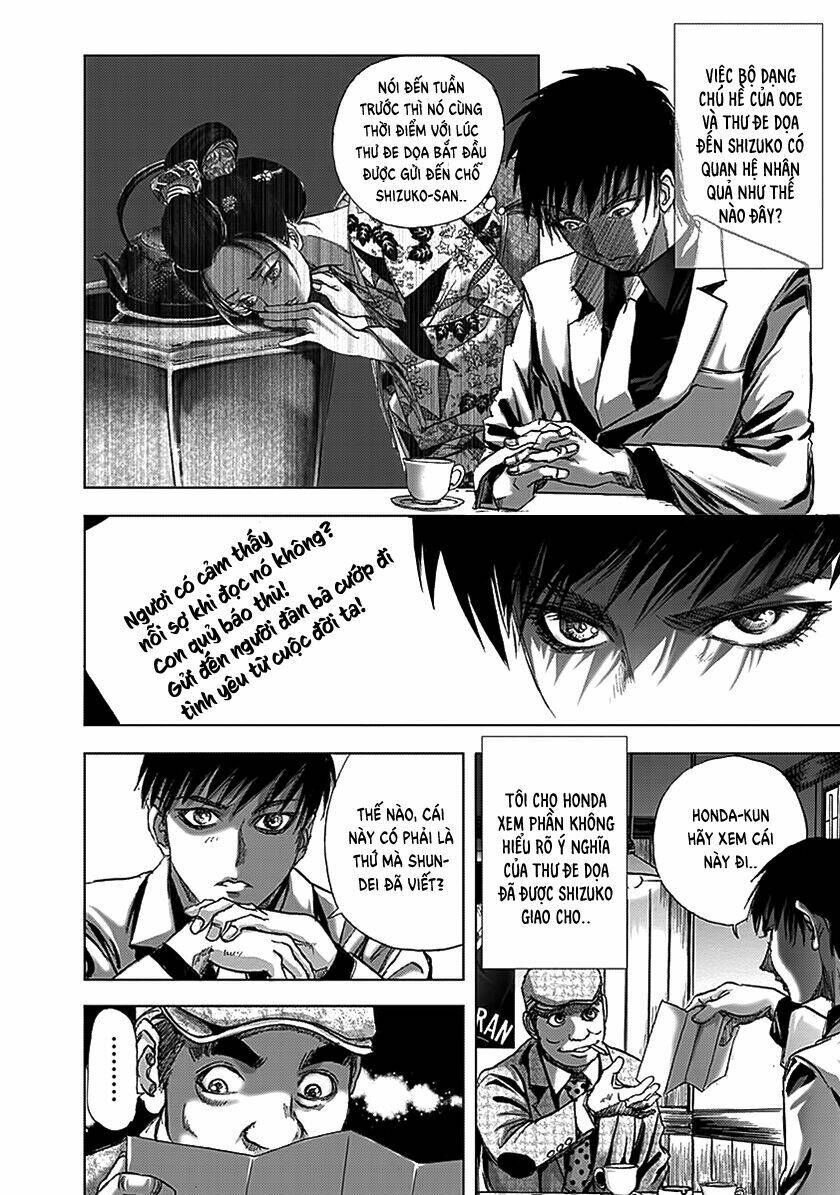 VIỆC BỘ DẠNG
CHÚ HỀ CỦA OOE
VÀ THƯ ĐE DỌA
ĐẾN SHIZUKO CÓ
QUAN HỆ NHÂN
QUẢ NHƯ THẾ
NÀO ĐÂY?
NÓI ĐẾN TUẦN
TRƯỚC THÌ NÓ CÙNG
THỜI ĐIỂM VỚI LÚC
THƯ ĐE DỌA BẮT ĐẦU
ĐƯỢC GỬI ĐẾN CHỖ
SHIZUKO-SAN..
Ngươi có cảm thấy
nỗi sợ khi đọc nó không?
Con quỷ báo thù!
Gửi đến người đàn bà cướp đi
tình yêu từ cuộc đời ta!
HONDA-KUN
HÃY XEM CÁI
NÀY ĐI..
TÔI CHO HONDA
XEM PHẦN KHÔNG
HIỂU RÕ Ý NGHĨA
CỦA THƯ ĐE DỌA
ĐÃ ĐƯỢC SHIZUKO
GIAO CHO..
RAN
THẾ NÀO, CÁI
NÀY CÓ PHẢI LÀ
THỨ MÀ SHUN-
DEI ĐÃ VIẾT?
........